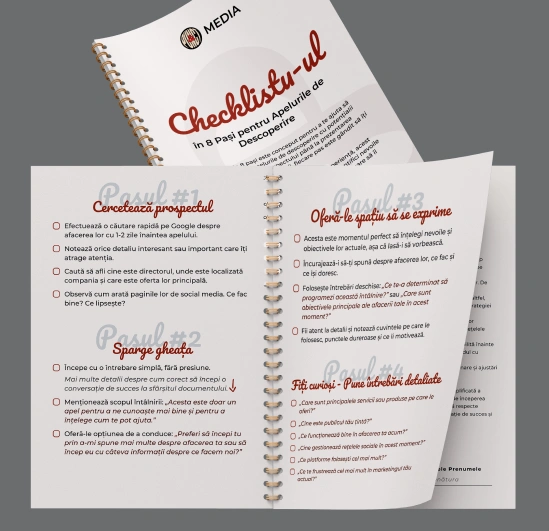 MEDIA
Checklistu-ul
în 8 Pași pentru Apelurile de
Descoperire
Pasul #1
Cercetează prospectul
Efectuează o căutare rapidă pe Google despre
afacerea lor cu 1-2 zile înaintea apelului.
Notează orice detaliu interesant sau important care îți
atrage atenția.
Caută să afli cine este directorul, unde este localizată
compania și care este oferta lor principală.
Observă cum arată paginile lor de social media. Ce fac
bine? Ce lipsește?
Pasul #2
Sparge gheața
Începe cu o întrebare simplă, fără presiune.
Mai multe detalii despre cum corect să începi o
conversație de succes la sfârșitul documentului.
Menționează scopul întâlnirii: „Acesta este doar un
apel pentru a ne cunoaște mai bine și pentru a
înțelege cum te pot ajuta.”
Oferă-le opțiunea de a conduce: „Preferi să începi tu
prin a-mi spune mai multe despre afacerea ta sau să
încep eu cu câteva informații despre ce facem noi?”
Pasul #3
Oferă-le spațiu să se exprime
Acesta este momentul perfect să înțelegi nevoile și
obiectivele lor actuale, așa că lasă-i să vorbească.
Încurajează-i să-ți spună despre afacerea lor, ce fac și
ce își doresc.
Folosește întrebări deschise: „Ce te-a determinat să
programezi această întâlnire?” sau „Care sunt
obiectivele principale ale afacerii tale în acest
moment?”
Fii atent la detalii și notează cuvintele pe care le
folosesc, punctele dureroase și ce îi motivează.
Pasul #4
Fiți curioși - Pune întrebări detaliate
„Care sunt principalele servicii sau produse pe care le
oferi?”
„Cine este publicul tău țintă?”
„Ce funcționează bine în afacerea ta acum?”
„Cine gestionează rețelele sociale în acest moment?”
„Ce platforme folosești cel mai mult?”
„Ce te frustrează cel mai mult în marketingul tău
actual?”
Prenumele